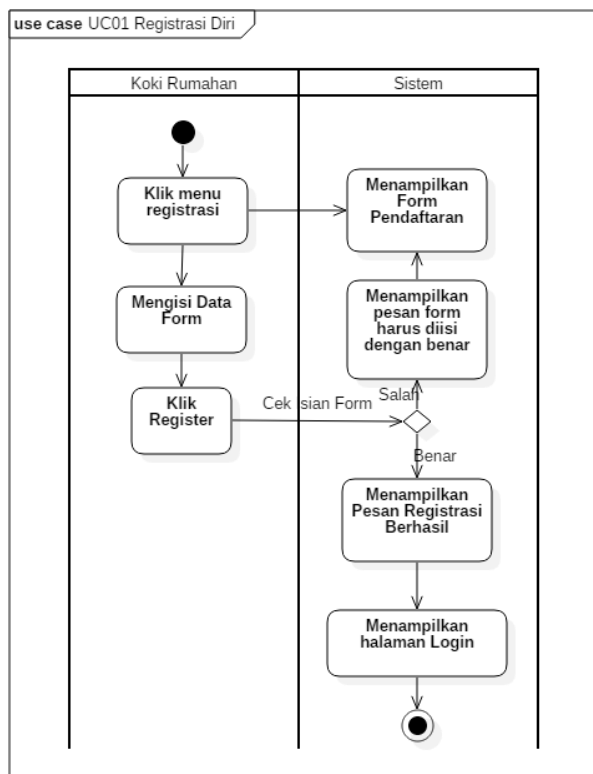 use case UC01 Registrasi Diri
Koki Rumahan
Sistem
Klik menu
registrasi
Menampilkan
Form
Pendaftaran
Mengisi Data
Form
Menampilkan
pesan form
harus diisi
dengan benar
Klik
Register
Cek Isian Form
Salah
Benar
Menampilkan
Pesan Registrasi
Berhasil
Menampilkan
halaman Login